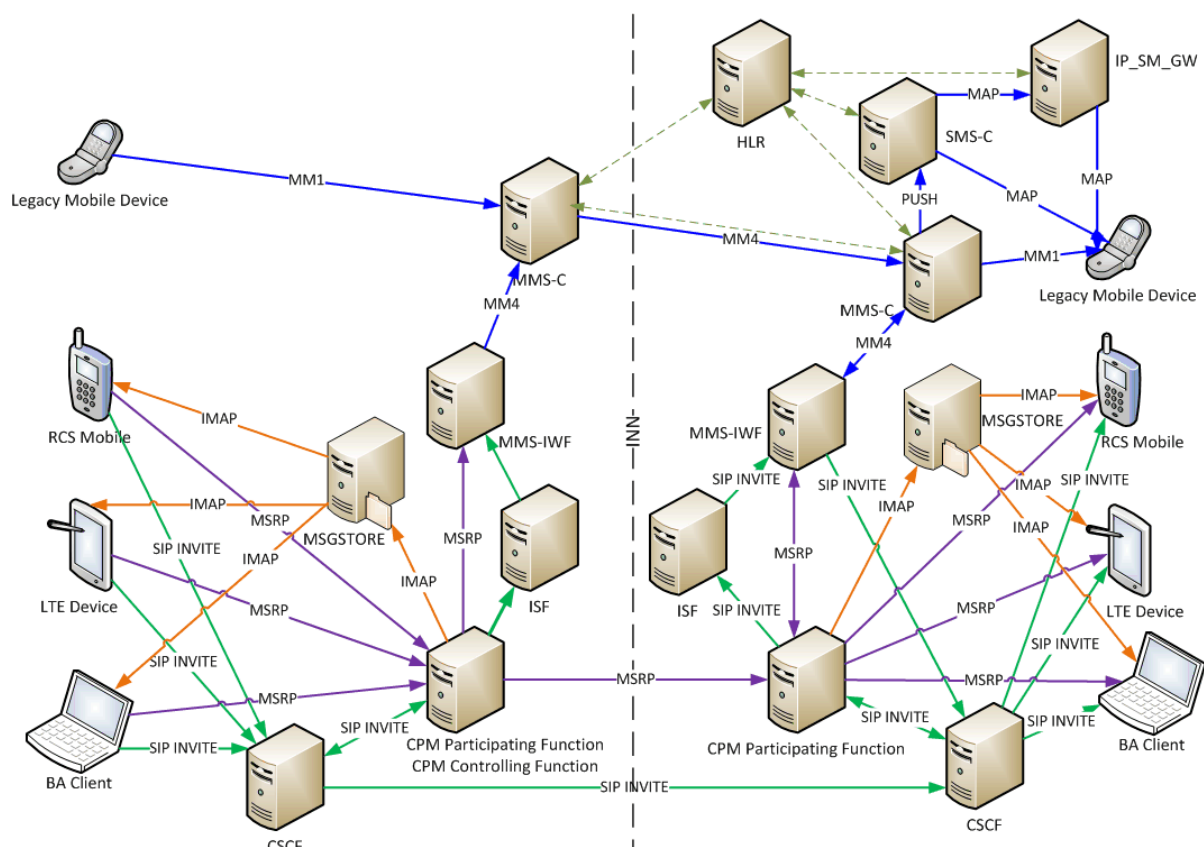 IP_SM_GW
MAP
HLR
SMS-C
MM1
Legacy Mobile Device
PUSH
MAP
MAP
MM4
MM1
MMS-C
Legacy Mobile Device
MM4
MMS-C
MM4
IMAP
IMAP
MSGSTORE
RCS Mobile
RCS Mobile
MMS-IWF
NNI
MMS-IWF
SIP INVITE
SIP INVITE
IMAP
IMAP
IMAP
MSRP
MSGSTORE
IMAP
MSRP
SIP INVITE
MSRP
SIP INVITE
IMAP
MSRP
IMAP
LTE Device
MSRP
ISF
ISF
SIP INVITE
MSRP
LTE Device
SIP INVITE
SIP INVITE
MSRP
MSRP
MSRP
SIP INVITE
SIP INVITE
SIP INVITE
SIP INVITE
BA Client
CPM Participating Function
CPM Controlling Function
CPM Participating Function
BA Client
SIP INVITE
CSCF
CSCF